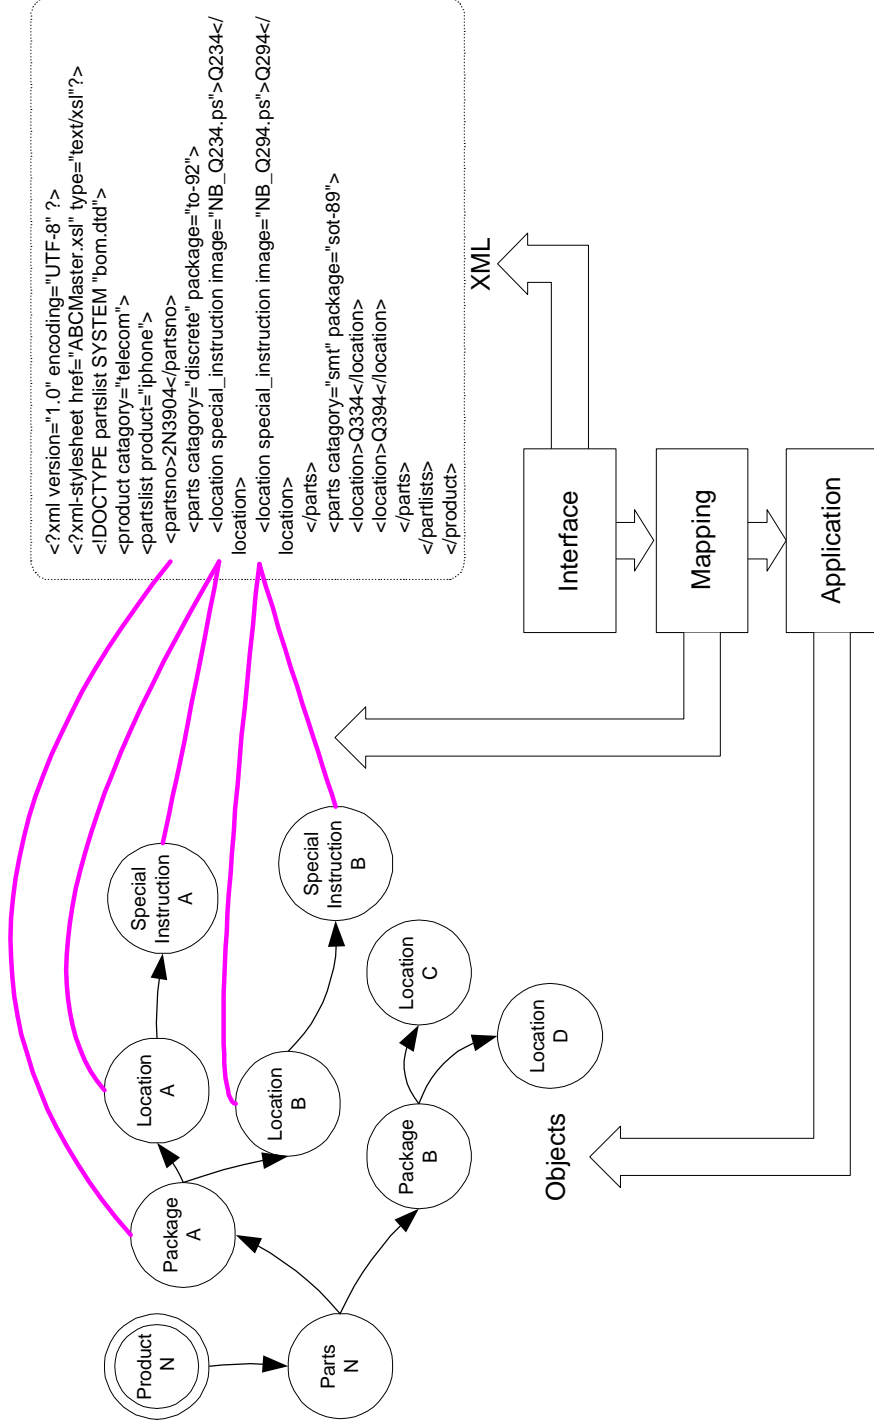 <?xml version="1.0" encoding="UTF-8" ?>
<?xml-stylesheet href="ABCMaster.xsl" type="text/xsl"?>
<!DOCTYPE partslist SYSTEM "bom.dtd">
<product catagory="telecom">
<partslist product="iphone">
<partsno>2N3904</partsno>
<parts catagory="discrete" package="to-92">
<location special_instruction image="NB_Q234.ps">Q234</
location>
<location special_instruction image="NB_Q294.ps">Q294</
location>
</parts>
<parts catagory="smt" package="sot-89">
<location>Q334</location>
<location>Q394</location>
</parts>
</partlists>
</product>
XML
Product
N
Parts
N
Package
A
Package
B
Location
A
Location
B
Location
C
Location
D
Special
Instruction
A
Special
Instruction
B
Objects
Interface
Mapping
Application